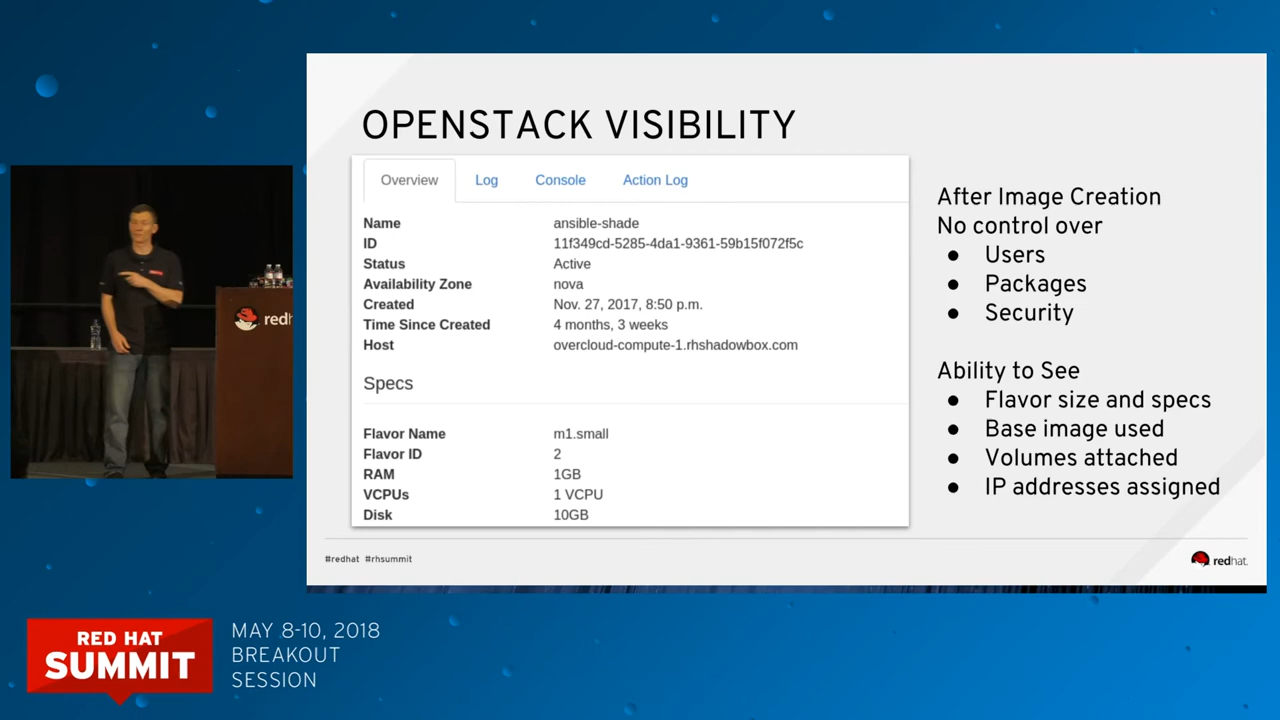 OPENSTACK VISIBILITY
Overview Log Console Action Log
Name ansible-shade
ID 11f349cd-5285-4da1-9361-59b15f072f5c
Status Active
Availability Zone nova
Created Nov. 27, 2017, 8:50 p.m.
Time Since Created 4 months, 3 weeks
Host overcloud-compute-1.rhshadowbox.com
Specs
Flavor Name m1.small
Flavor ID 2
RAM 1GB
VCPUs 1 VCPU
Disk 10GB
After Image Creation
No control over
● Users
● Packages
● Security
Ability to See
● Flavor size and specs
● Base image used
● Volumes attached
● IP addresses assigned
#redhat #rhsummit
redhat.
redh
RED HAT
SUMMIT
MAY 8-10, 2018
BREAKOUT
SESSION